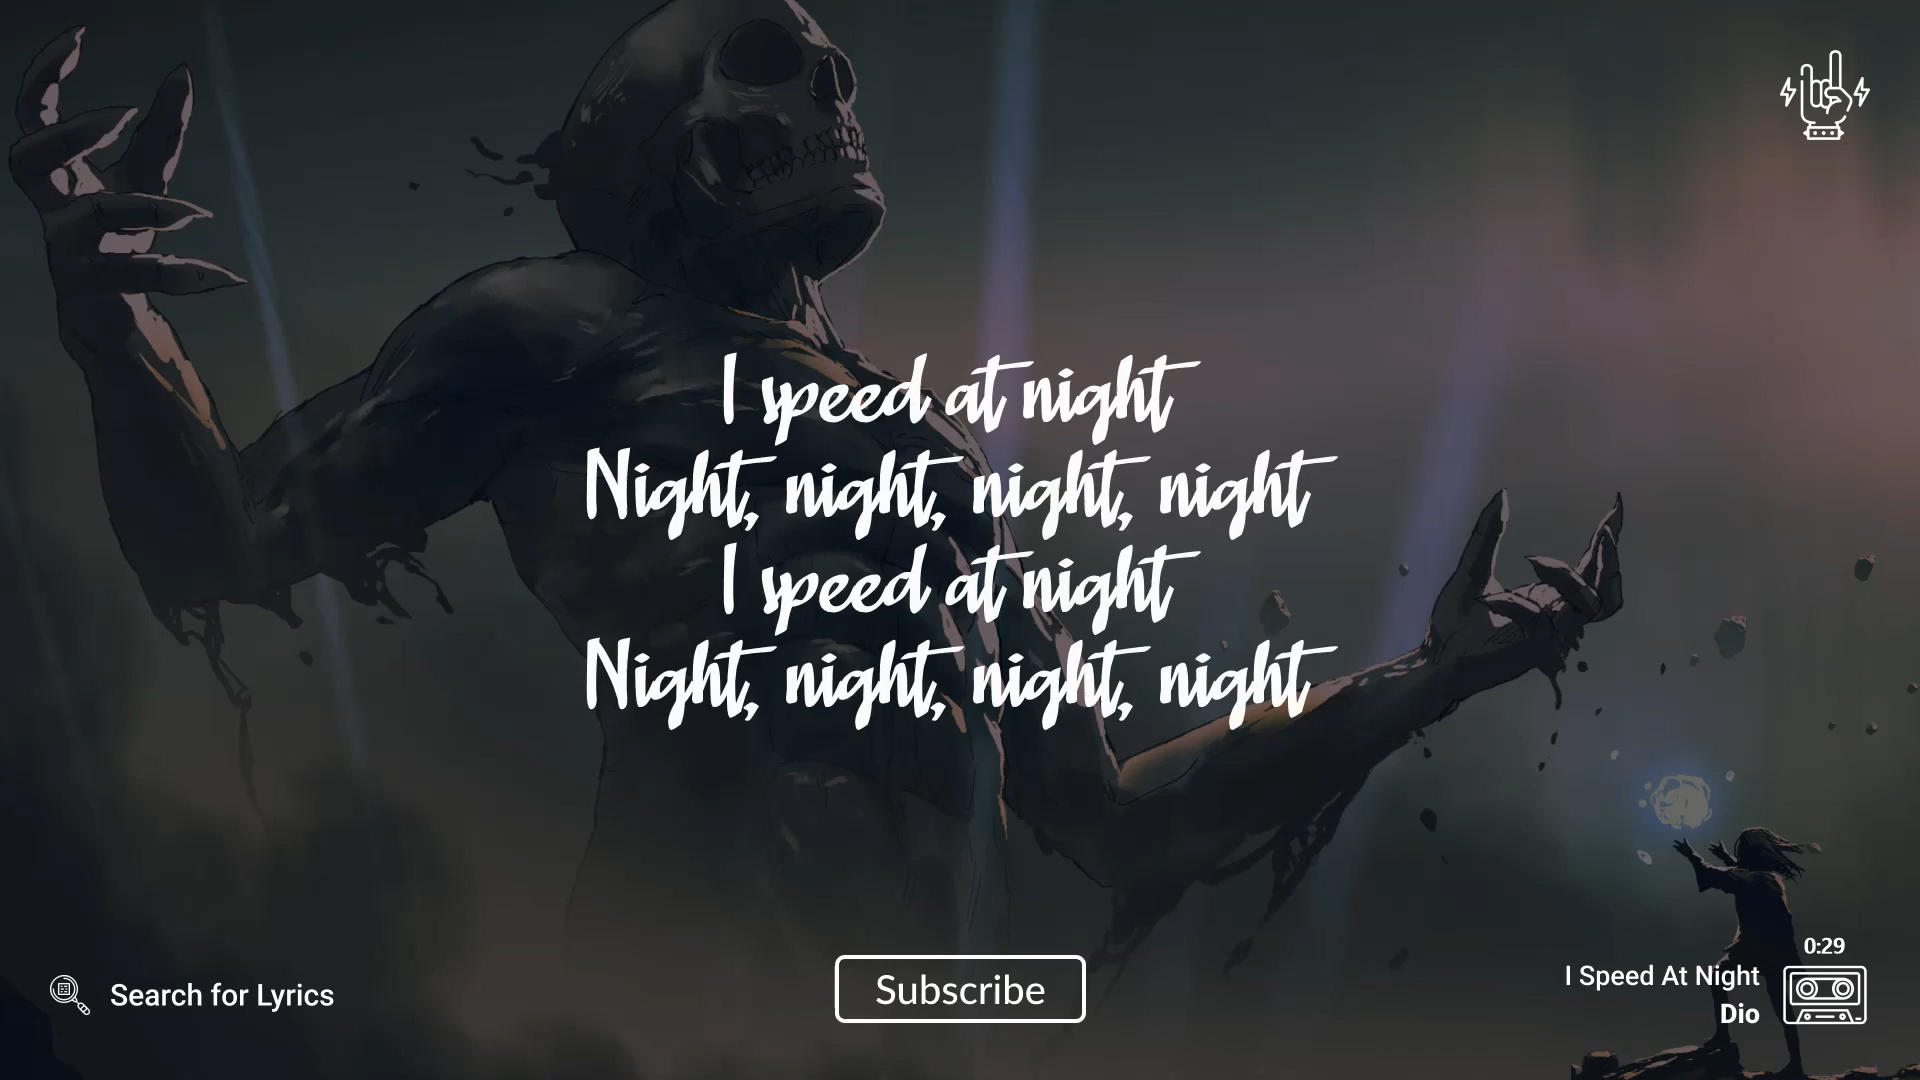 I speed at night
Night, night, night, night
I speed at night
Night, night, night, night
Search for Lyrics
Subscribe
0:29
I Speed At Night
Dio